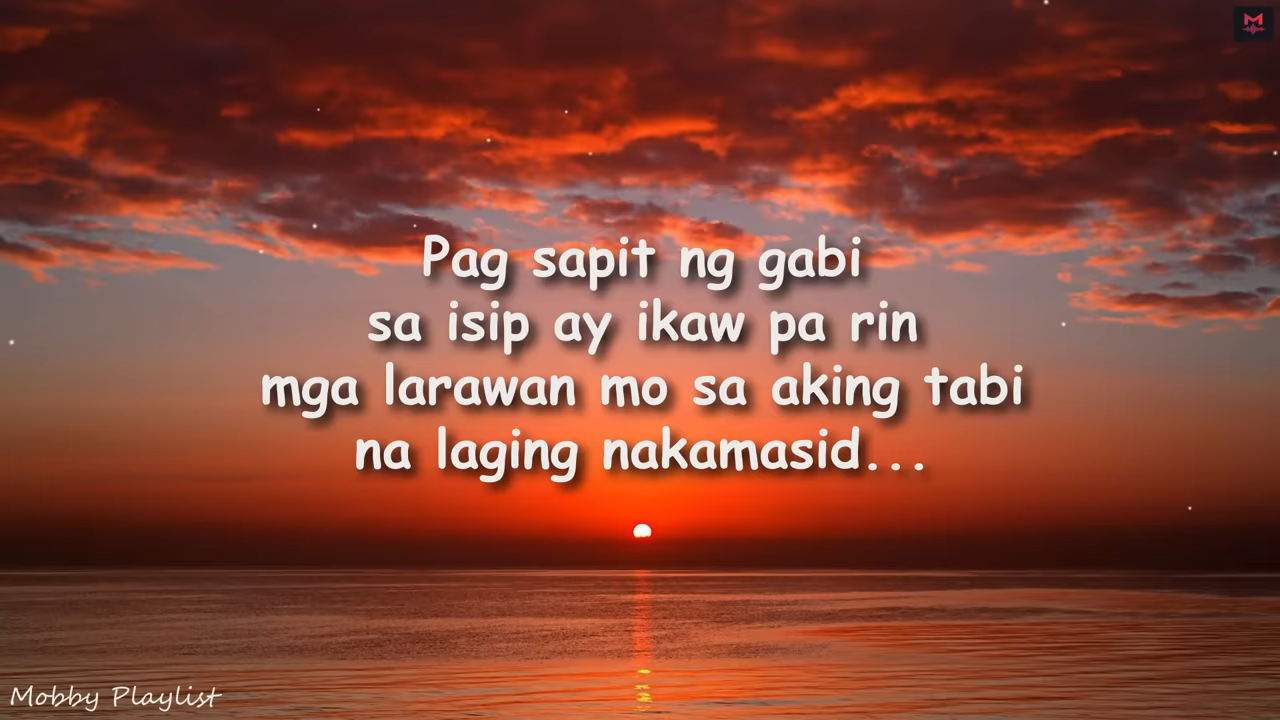 Pag sapit ng gabi
sa isip ay ikaw pa rin
mga larawan mo sa aking tabi
na laging nakamasid...
Mobby Playlist